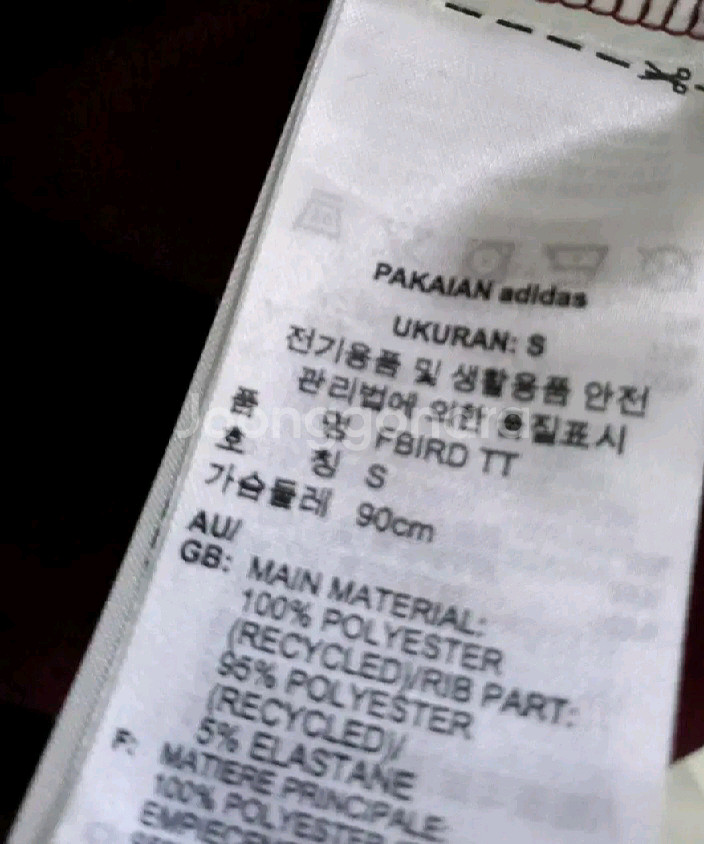 PAKAIAN adidas
UKURAN: S
전기용품 및 생활용품 안전
관리법에 의한 품질표시
품 명 FBIRD TT
호 칭 S
가슴둘레 90cm
AU/
GB: MAIN MATERIAL:
100% POLYESTER
(RECYCLED)/RIB PART:
95% POLYESTER
(RECYCLED)/
5% ELASTANE
F: MATIERE PRINCIPALE:
100% POLYESTER
joonggonara